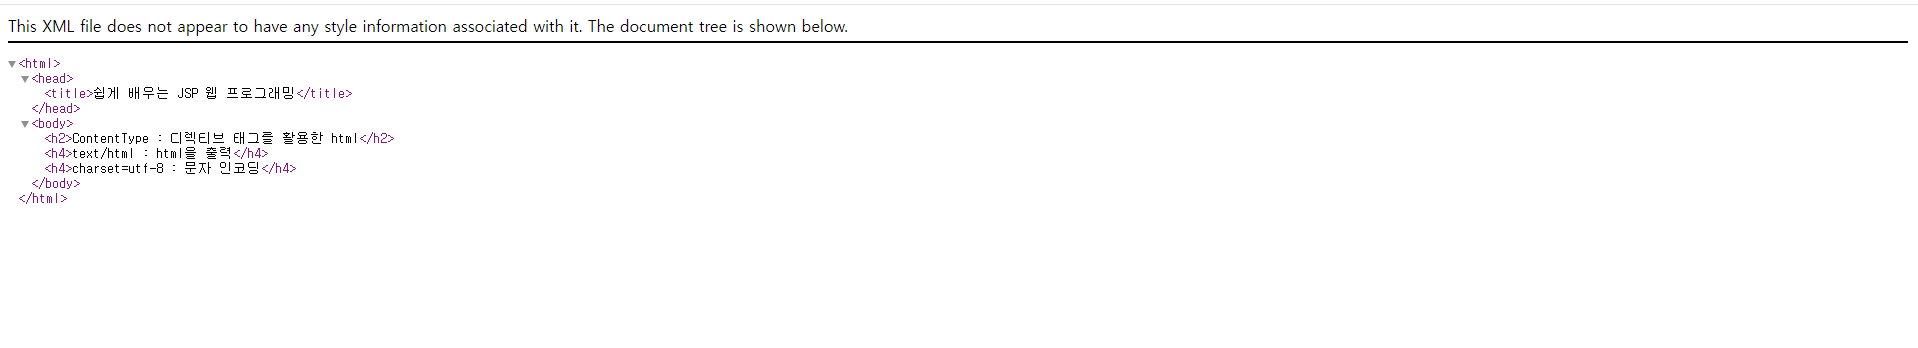 This XML file does not appear to have any style information associated with it. The document tree is shown below.
▼<html>
▼<head>
<title>쉽게 배우는 JSP 웹 프로그래밍</title>
</head>
▼<body>
<h2>ContentType : 디렉티브 태그를 활용한 html</h2>
<h4>text/html : html을 출력</h4>
<h4>charset=utf-8 : 문자 인코딩</h4>
</body>
</html>